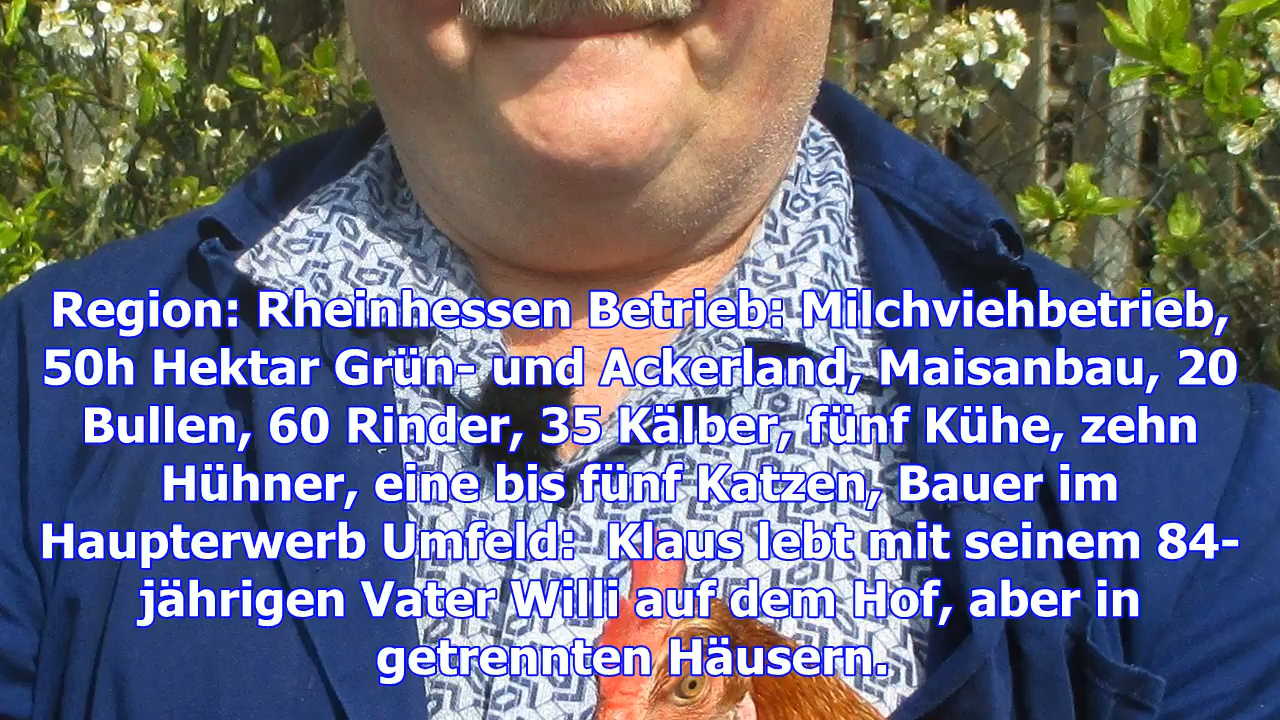 Region: Rheinhessen Betrieb: Milchviehbetrieb,
50h Hektar Grün- und Ackerland, Maisanbau, 20
Bullen, 60 Rinder, 35 Kälber, fünf Kühe, zehn
Hühner, eine bis fünf Katzen, Bauer im
Haupterwerb Umfeld:  Klaus lebt mit seinem 84-
jährigen Vater Willi auf dem Hof, aber in
getrennten Häusern.